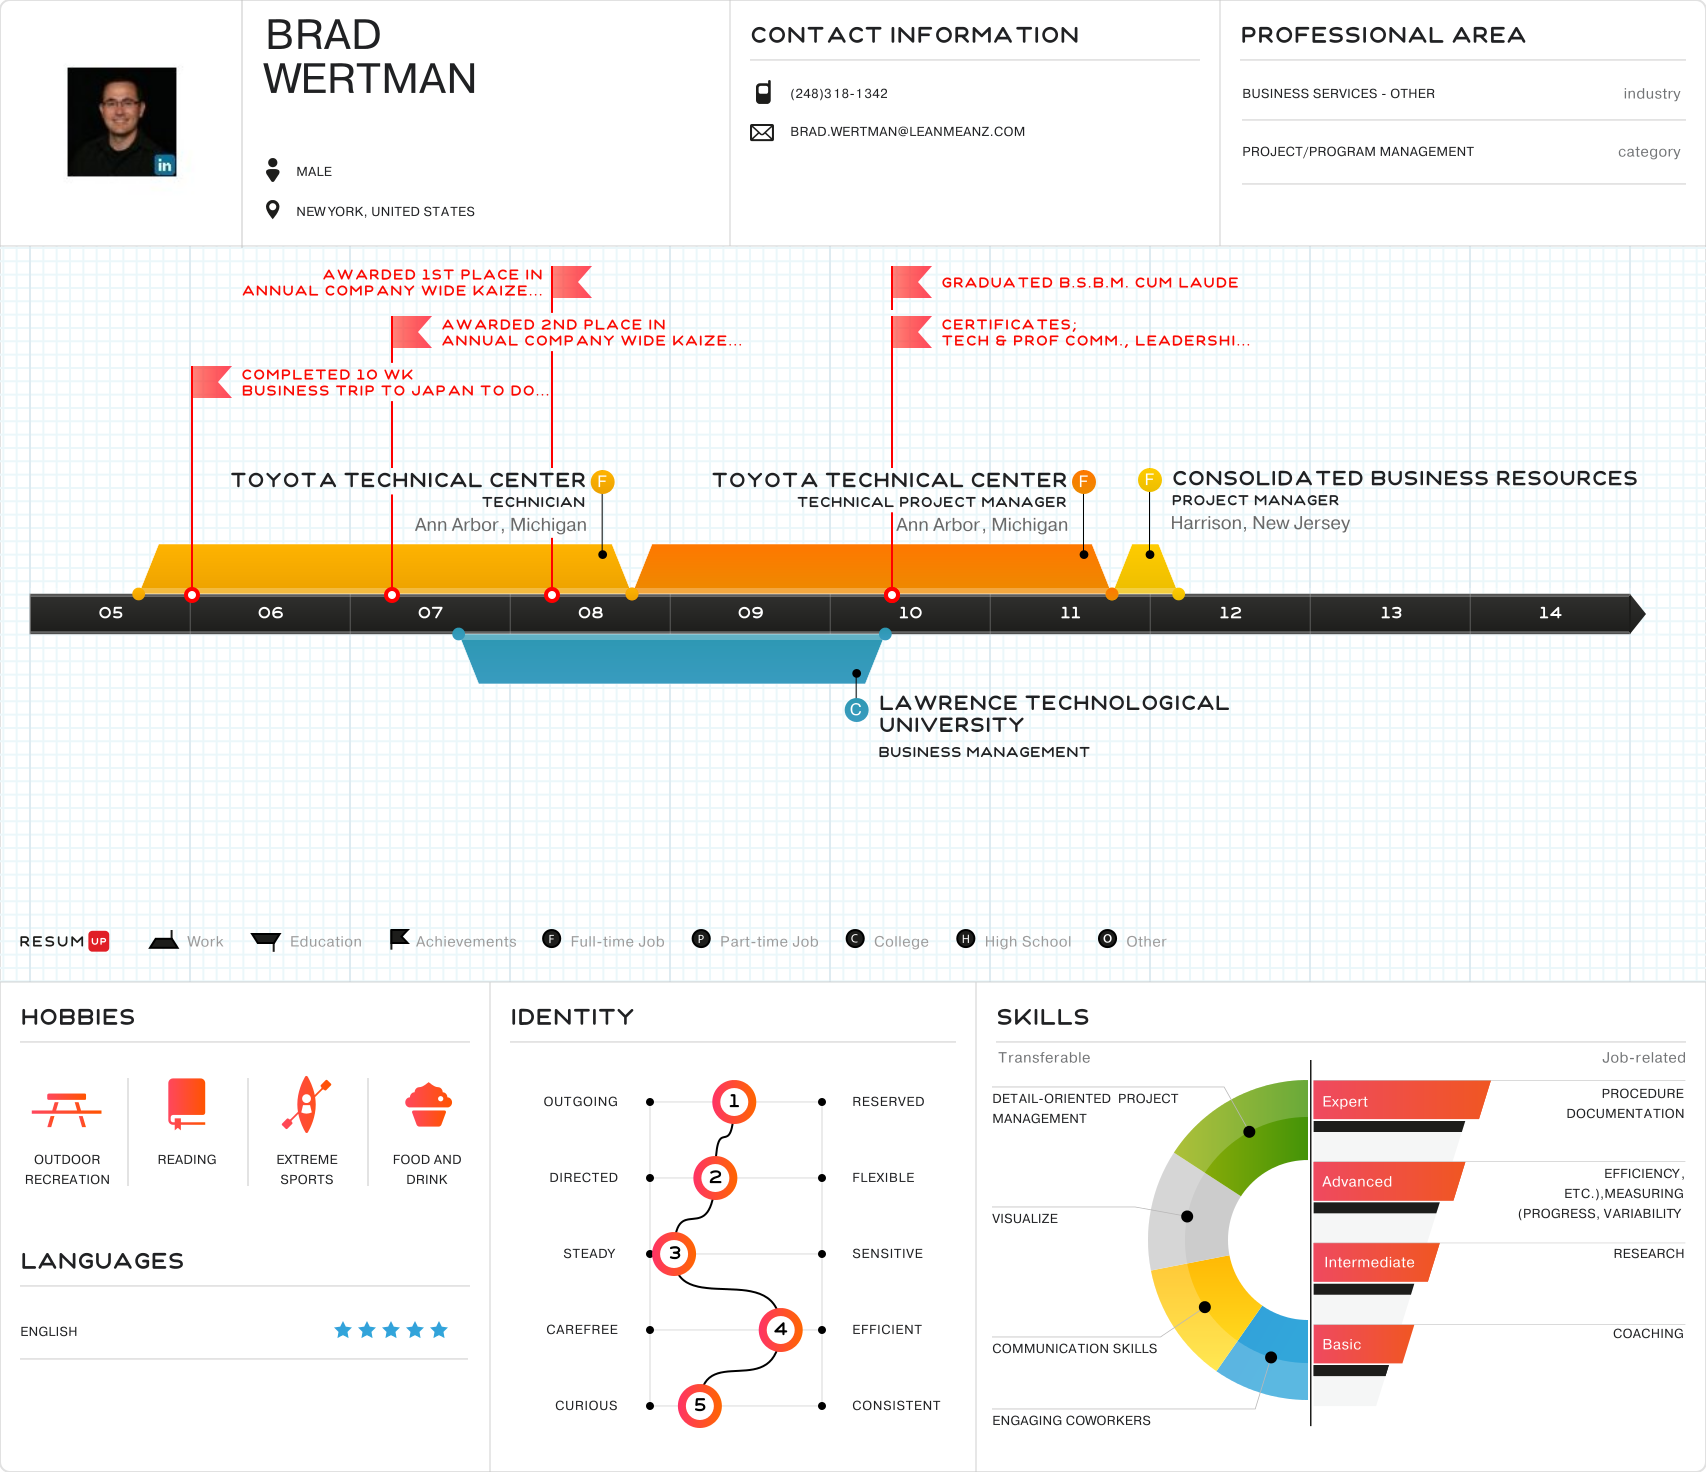 BRAD
WERTMAN
in
MALE
NEW YORK, UNITED STATES
CONTACT INFORMATION
(248)318-1342
BRAD.WERTMAN@LEANMEANZ.COM
PROFESSIONAL AREA
BUSINESS SERVICES - OTHER industry
PROJECT/PROGRAM MANAGEMENT category
AWARDED 1ST PLACE IN
ANNUAL COMPANY WIDE KAIZE...
AWARDED 2ND PLACE IN
ANNUAL COMPANY WIDE KAIZE...
COMPLETED 10 WK
BUSINESS TRIP TO JAPAN TO DO...
GRADUATED B.S.B.M. CUM LAUDE
CERTIFICATES;
TECH & PROF COMM., LEADERSHI...
TOYOTA TECHNICAL CENTER F
TECHNICIAN
Ann Arbor, Michigan
TOYOTA TECHNICAL CENTER F
TECHNICAL PROJECT MANAGER
Ann Arbor, Michigan
F CONSOLIDATED BUSINESS RESOURCES
PROJECT MANAGER
Harrison, New Jersey
05 06 07 08 09 10 11 12 13 14
C LAWRENCE TECHNOLOGICAL
UNIVERSITY
BUSINESS MANAGEMENT
RESUM UP Work Education Achievements F Full-time Job P Part-time Job C College H High School O Other
HOBBIES
OUTDOOR
RECREATION
READING
EXTREME
SPORTS
FOOD AND
DRINK
LANGUAGES
ENGLISH
IDENTITY
OUTGOING 1 RESERVED
DIRECTED 2 FLEXIBLE
STEADY 3 SENSITIVE
CAREFREE 4 EFFICIENT
CURIOUS 5 CONSISTENT
SKILLS
Transferable
DETAIL-ORIENTED PROJECT
MANAGEMENT
VISUALIZE
COMMUNICATION SKILLS
ENGAGING COWORKERS
Job-related
Expert
PROCEDURE
DOCUMENTATION
Advanced
EFFICIENCY,
ETC.),MEASURING
(PROGRESS, VARIABILITY
Intermediate
RESEARCH
Basic
COACHING